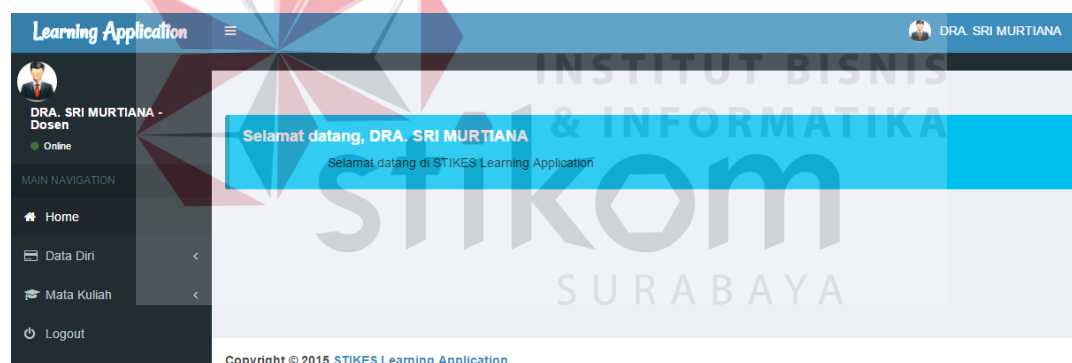 Learning Application
DRA. SRI MURTIANA
DRA. SRI MURTIANA -
Dosen
Online
MAIN NAVIGATION
Home
Data Diri
Mata Kuliah
Logout
INSTITUT BISNIS
& INFORMATIKA
stikom
SURABAYA
Selamat datang, DRA. SRI MURTIANA
Selamat datang di STIKES Learning Application
Copyright © 2015 STIKES Learning Application